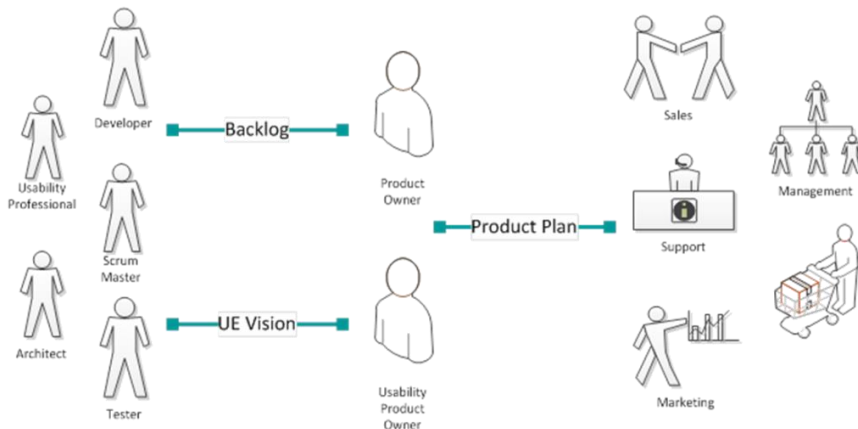 Developer
Usability
Professional
Scrum
Master
Architect
Tester
Backlog
UE Vision
Product
Owner
Usability
Product
Owner
Product Plan
Sales
Management
Support
Marketing